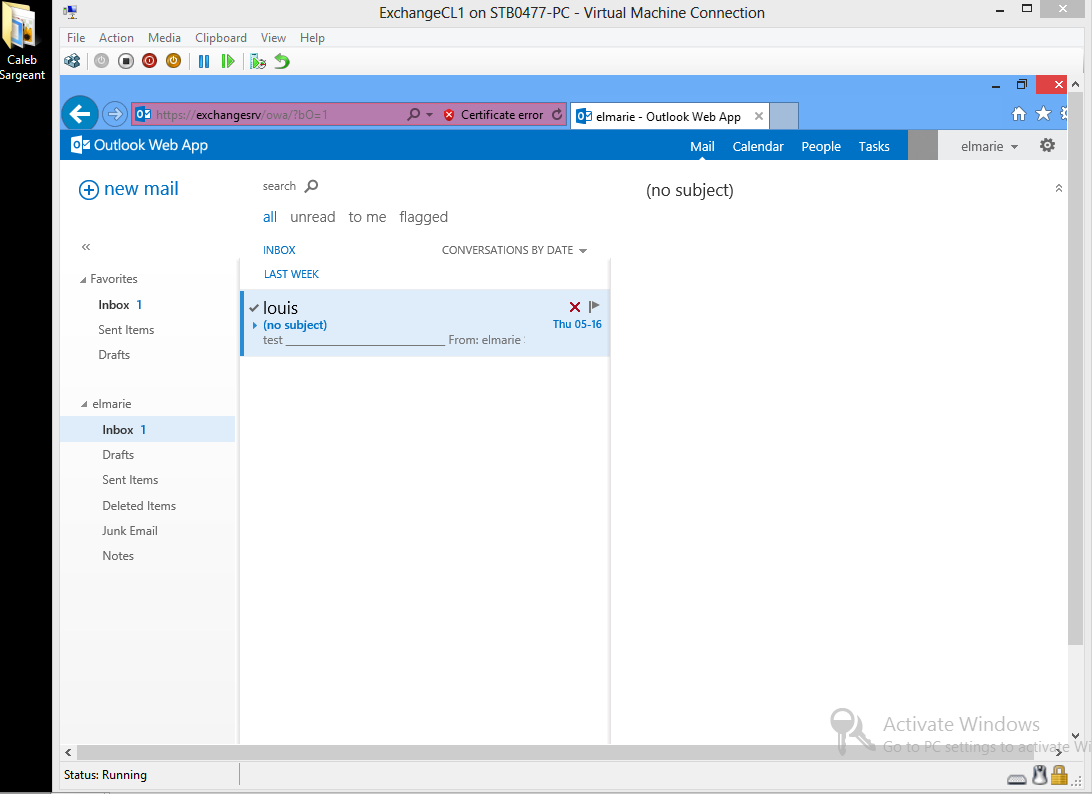 Caleb
Sargeant
ExchangeCL1 on STB0477-PC - Virtual Machine Connection
File Action Media Clipboard View Help
https://exchangesrv/owa/?bO=1
Certificate error
elmarie - Outlook Web App
Outlook Web App
Mail Calendar People Tasks
elmarie
new mail
search
(no subject)
all unread to me flagged
INBOX
CONVERSATIONS BY DATE
LAST WEEK
Favorites
Inbox 1
Sent Items
Drafts
louis
(no subject)
Thu 05-16
test ________________________________ From: elmarie
elmarie
Inbox 1
Drafts
Sent Items
Deleted Items
Junk Email
Notes
Activate Windows
Go to PC settings to activate Wi
Status: Running